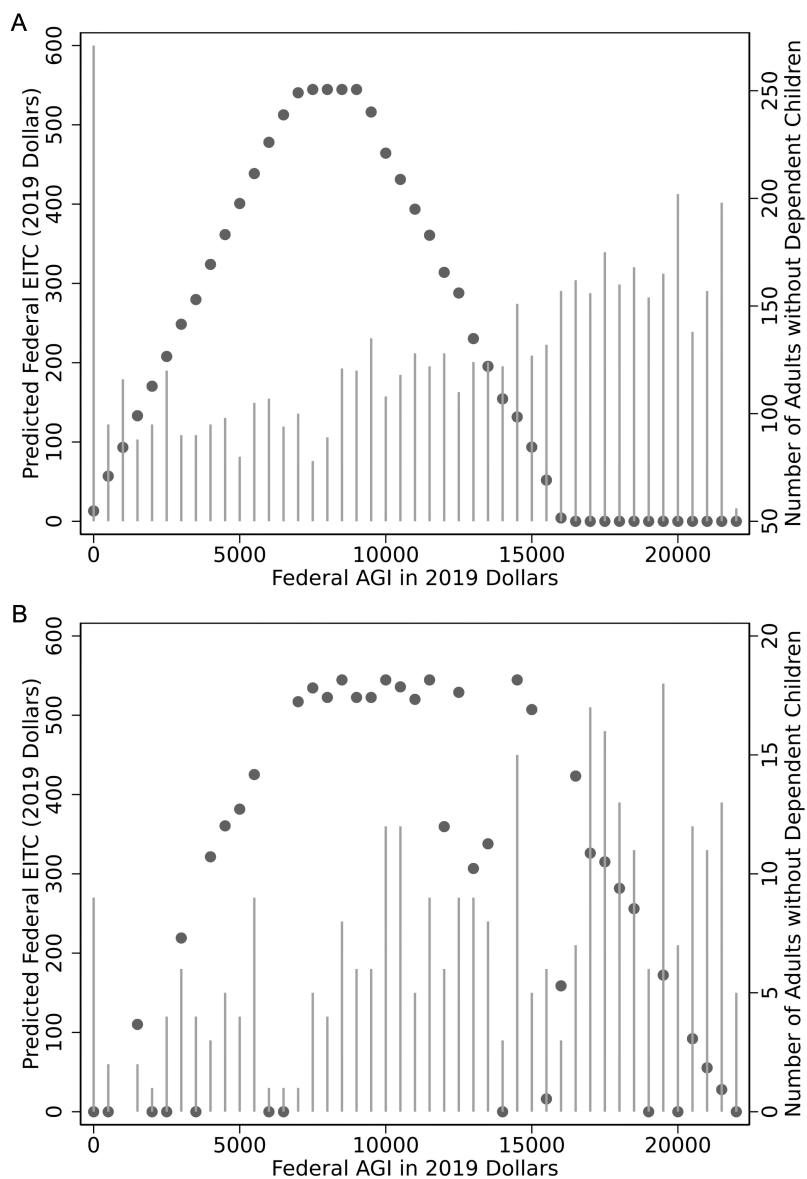 A
Predicted Federal EITC (2019 Dollars)
600
500
400
300
200
100
0
250
200
150
100
50
Number of Adults without Dependent Children
0 5000 10000 15000 20000
Federal AGI in 2019 Dollars
B
Predicted Federal EITC (2019 Dollars)
600
500
400
300
200
100
0
20
15
10
5
0
Number of Adults without Dependent Children
0 5000 10000 15000 20000
Federal AGI in 2019 Dollars